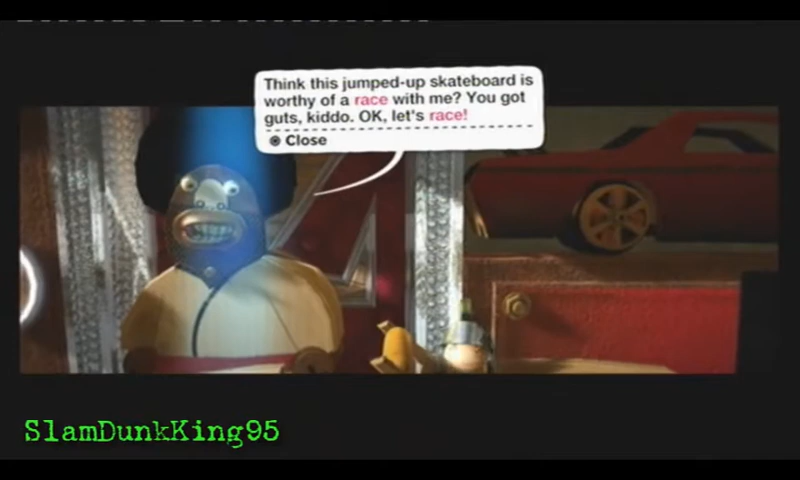 Think this jumped-up skateboard is
worthy of a race with me? You got
guts, kiddo. OK, let's race!
Close
SlamDunkKing95